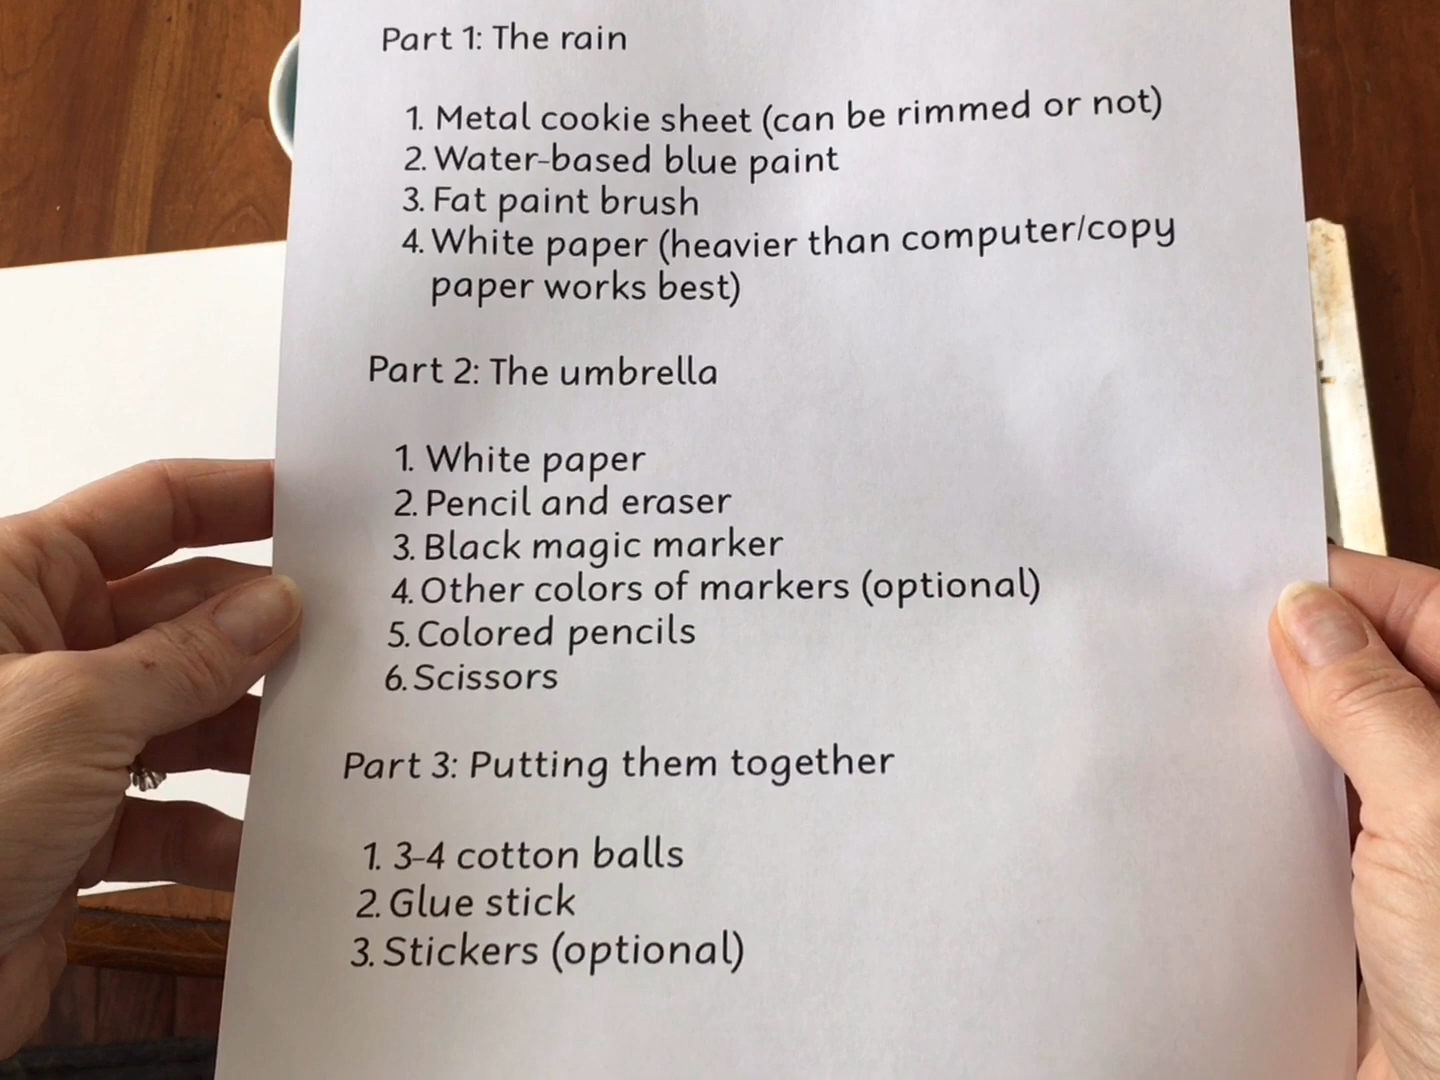 Part 1: The rain
1. Metal cookie sheet (can be rimmed or not)
2. Water-based blue paint
3. Fat paint brush
4. White paper (heavier than computer/copy
paper works best)
Part 2: The umbrella
1. White paper
2. Pencil and eraser
3. Black magic marker
4. Other colors of markers (optional)
5. Colored pencils
6. Scissors
Part 3: Putting them together
1. 3-4 cotton balls
2. Glue stick
3. Stickers (optional)